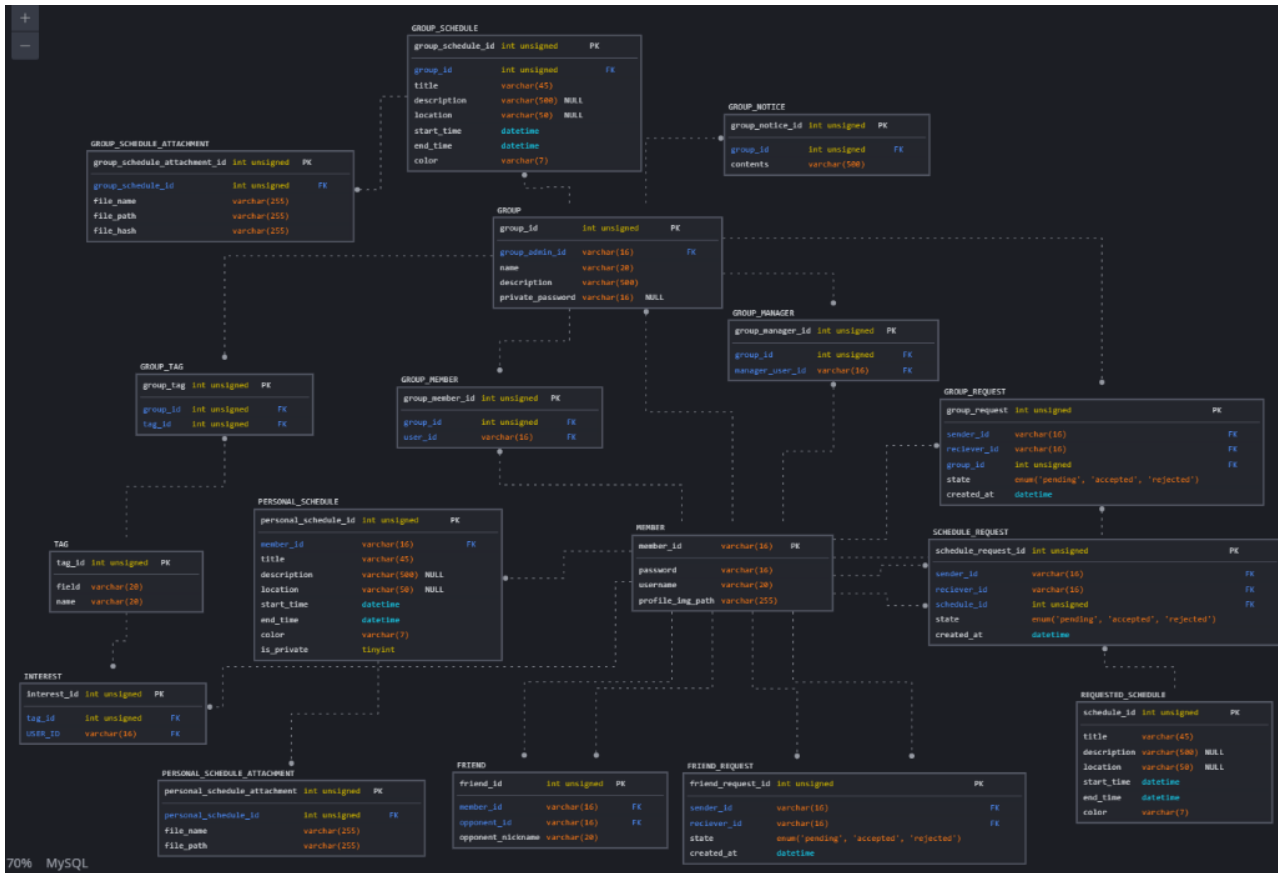 +
−
GROUP_SCHEDULE
group_schedule_id int unsigned PK
group_id int unsigned FK
title varchar(45)
description varchar(500) NULL
location varchar(50) NULL
start_time datetime
end_time datetime
color varchar(7)
GROUP_NOTICE
group_notice_id int unsigned PK
group_id int unsigned FK
contents varchar(500)
GROUP_SCHEDULE_ATTACHMENT
group_schedule_attachment_id int unsigned PK
group_schedule_id int unsigned FK
file_name varchar(255)
file_path varchar(255)
file_hash varchar(255)
GROUP
group_id int unsigned PK
group_admin_id varchar(16) FK
name varchar(20)
description varchar(500)
private_password varchar(16) NULL
GROUP_MANAGER
group_manager_id int unsigned PK
group_id int unsigned FK
manager_user_id varchar(16) FK
GROUP_TAG
group_tag int unsigned PK
group_id int unsigned FK
tag_id int unsigned FK
GROUP_MEMBER
group_member_id int unsigned PK
group_id int unsigned FK
user_id varchar(16) FK
GROUP_REQUEST
group_request int unsigned PK
sender_id varchar(16) FK
reciever_id varchar(16) FK
group_id int unsigned FK
state enum('pending', 'accepted', 'rejected')
created_at datetime
PERSONAL_SCHEDULE
personal_schedule_id int unsigned PK
member_id varchar(16) FK
title varchar(45)
description varchar(500) NULL
location varchar(50) NULL
start_time datetime
end_time datetime
color varchar(7)
is_private tinyint
MEMBER
member_id varchar(16) PK
password varchar(16)
username varchar(20)
profile_img_path varchar(255)
SCHEDULE_REQUEST
schedule_request_id int unsigned PK
sender_id varchar(16) FK
reciever_id varchar(16) FK
schedule_id int unsigned FK
state enum('pending', 'accepted', 'rejected')
created_at datetime
TAG
tag_id int unsigned PK
field varchar(20)
name varchar(20)
INTEREST
interest_id int unsigned PK
tag_id int unsigned FK
USER_ID varchar(16) FK
REQUESTED_SCHEDULE
schedule_id int unsigned PK
title varchar(45)
description varchar(500) NULL
location varchar(50) NULL
start_time datetime
end_time datetime
color varchar(7)
PERSONAL_SCHEDULE_ATTACHMENT
personal_schedule_attachment int unsigned PK
personal_schedule_id int unsigned FK
file_name varchar(255)
file_path varchar(255)
FRIEND
friend_id int unsigned PK
member_id varchar(16) FK
opponent_id varchar(16) FK
opponent_nickname varchar(20)
FRIEND_REQUEST
friend_request_id int unsigned PK
sender_id varchar(16) FK
reciever_id varchar(16) FK
state enum('pending', 'accepted', 'rejected')
created_at datetime
70% MySQL